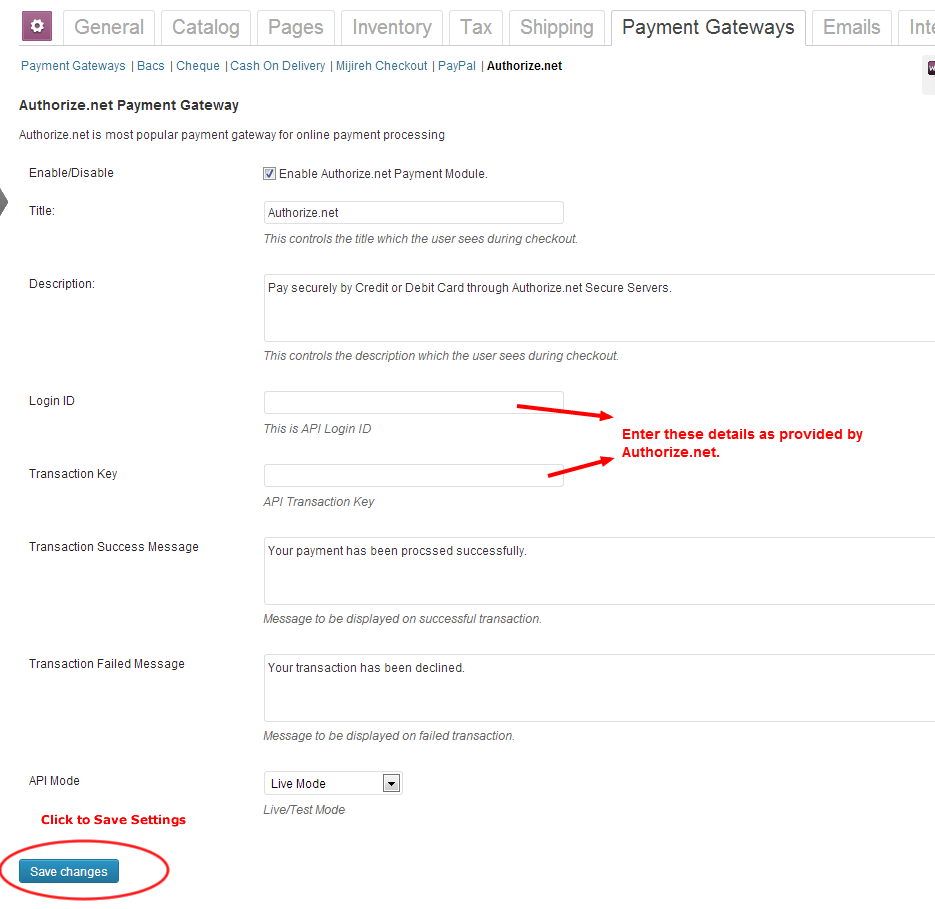 General Catalog Pages Inventory Tax Shipping Payment Gateways Emails Inte
Payment Gateways | Bacs | Cheque | Cash On Delivery | Mijireh Checkout | PayPal | Authorize.net
Authorize.net Payment Gateway
Authorize.net is most popular payment gateway for online payment processing
Enable/Disable
Enable Authorize.net Payment Module.
Title:
Authorize.net
This controls the title which the user sees during checkout.
Description:
Pay securely by Credit or Debit Card through Authorize.net Secure Servers.
This controls the description which the user sees during checkout.
Login ID
This is API Login ID
Enter these details as provided by
Authorize.net.
Transaction Key
API Transaction Key
Transaction Success Message
Your payment has been procssed successfully.
Message to be displayed on successful transaction.
Transaction Failed Message
Your transaction has been declined.
Message to be displayed on failed transaction.
API Mode
Live Mode
Live/Test Mode
Click to Save Settings
Save changes